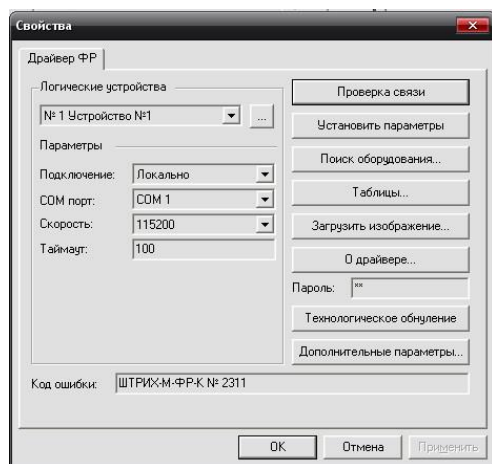 Свойства
Драйвер ФР
Логические устройства
№ 1 Устройство №1
...
Параметры
Подключение: Локально
COM порт: COM 1
Скорость: 115200
Таймаут: 100
Проверка связи
Установить параметры
Поиск оборудования...
Таблицы...
Загрузить изображение...
О драйвере...
Пароль: **
Технологическое обнуление
Дополнительные параметры...
Код ошибки: ШТРИХ-М-ФР-К № 2311
OK Отмена Применить